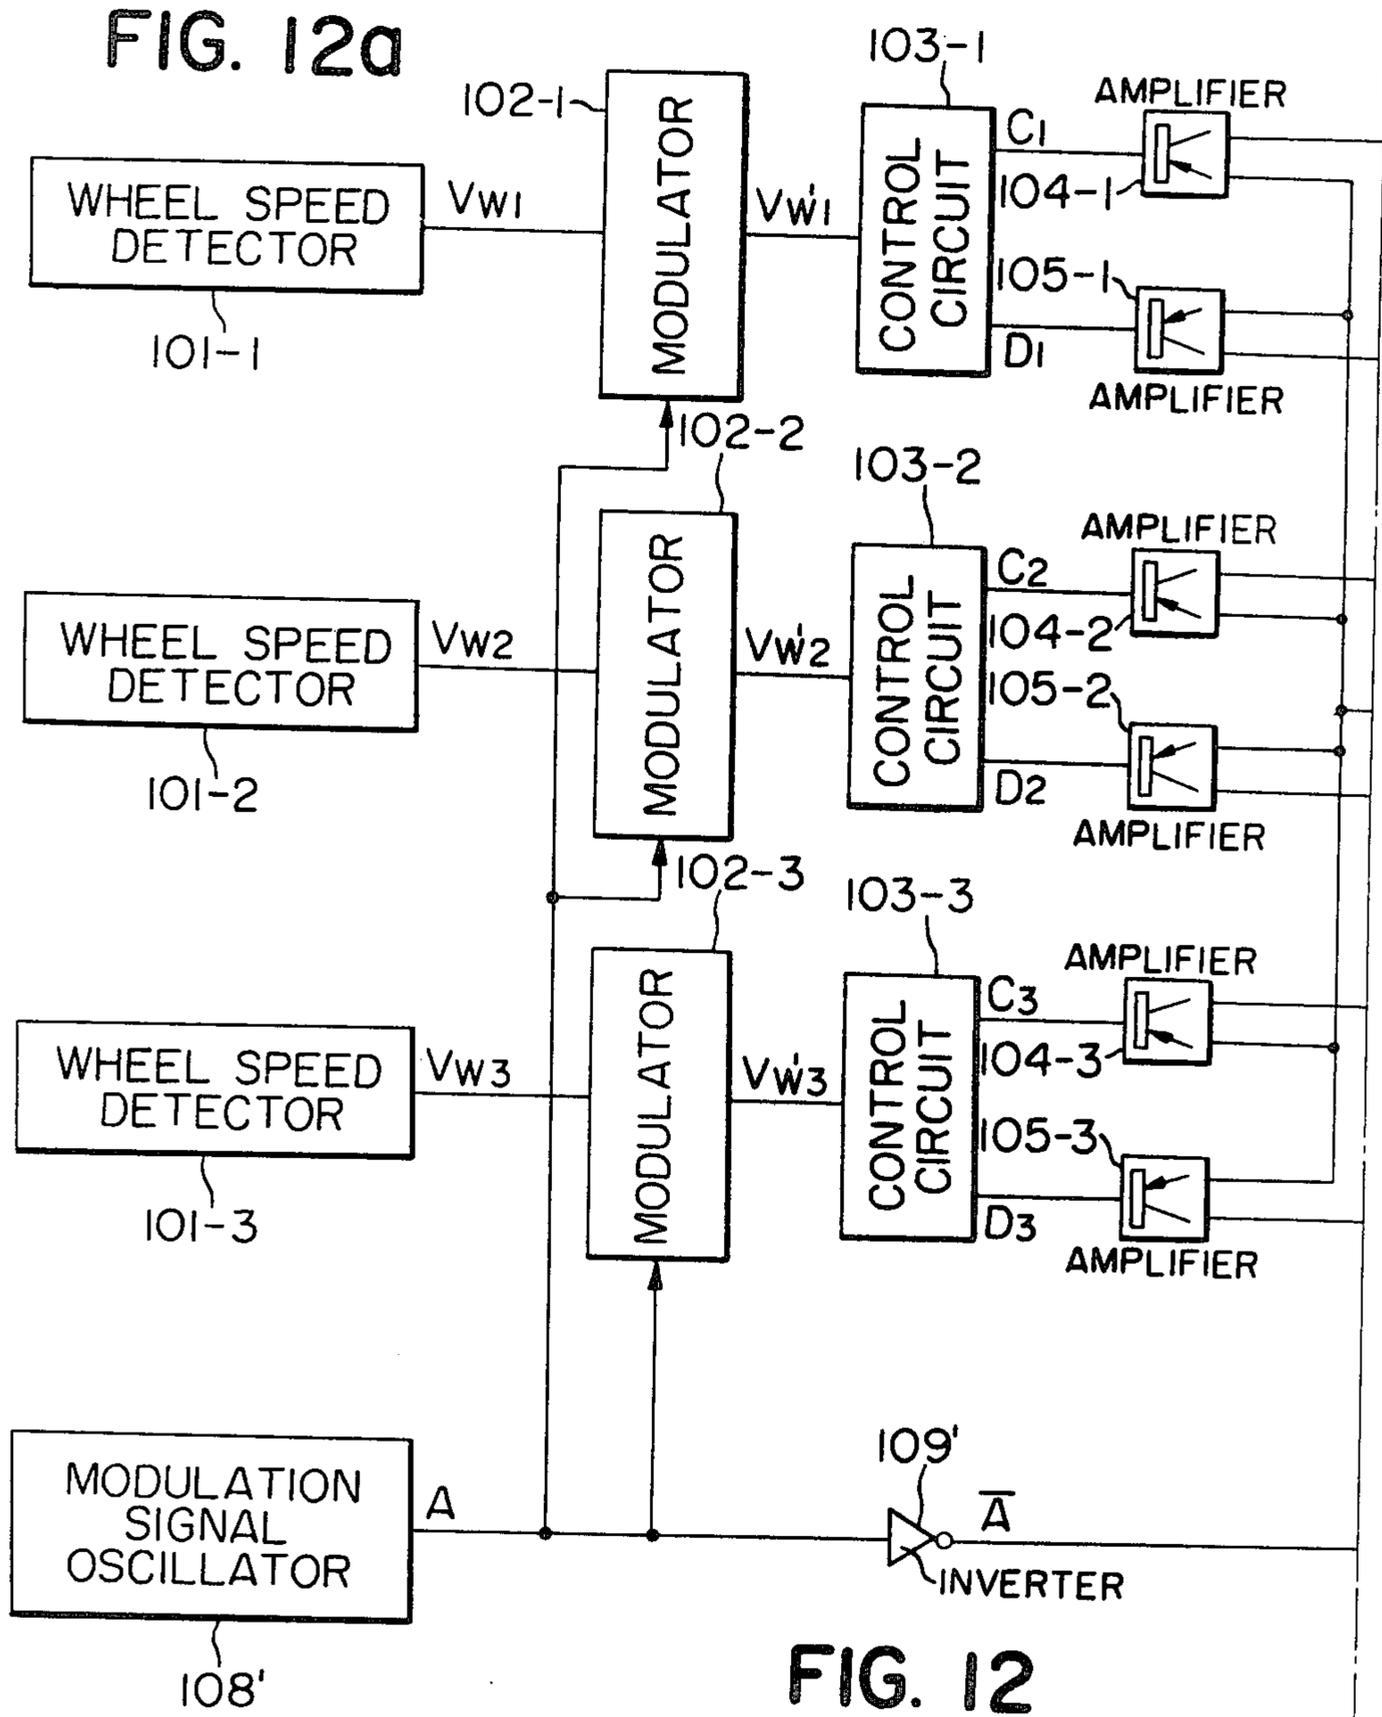 FIG. 12a
103-1
102-1
AMPLIFIER
MODULATOR
C1
WHEEL SPEED
DETECTOR
VW1
VW'1
CONTROL
CIRCUIT
104-1
105-1
101-1
D1
AMPLIFIER
102-2
103-2
AMPLIFIER
MODULATOR
C2
WHEEL SPEED
DETECTOR
VW2
VW'2
CONTROL
CIRCUIT
104-2
105-2
101-2
D2
AMPLIFIER
102-3
103-3
AMPLIFIER
MODULATOR
C3
WHEEL SPEED
DETECTOR
VW3
VW'3
CONTROL
CIRCUIT
104-3
105-3
101-3
D3
AMPLIFIER
109'
MODULATION
SIGNAL
OSCILLATOR
A
A̅
INVERTER
108'
FIG. 12